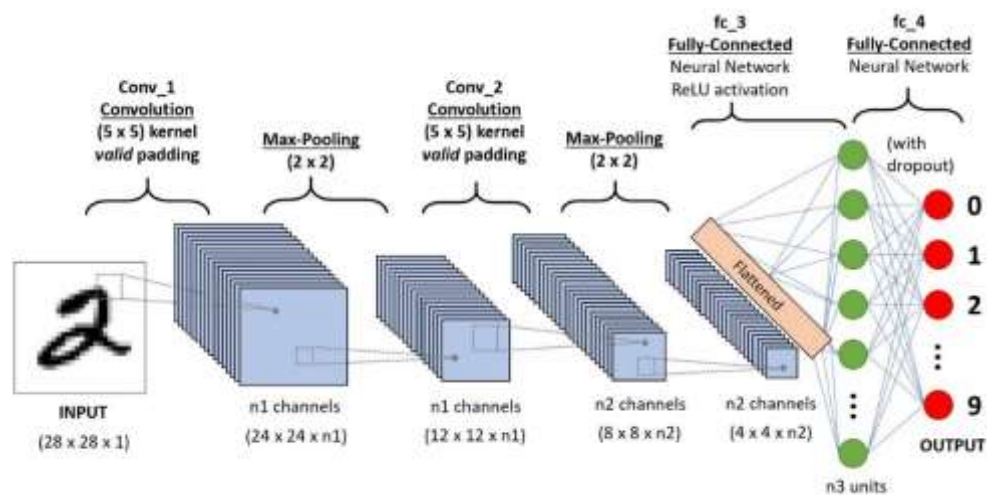 fc_3
Fully-Connected
Neural Network
ReLU activation
fc_4
Fully-Connected
Neural Network
Conv_1
Convolution
(5 x 5) kernel
valid padding
Max-Pooling
(2 x 2)
Conv_2
Convolution
(5 x 5) kernel
valid padding
Max-Pooling
(2 x 2)
(with
dropout)
Flattened
0
1
2
9
INPUT
(28 x 28 x 1)
n1 channels
(24 x 24 x n1)
n1 channels
(12 x 12 x n1)
n2 channels
(8 x 8 x n2)
n2 channels
(4 x 4 x n2)
OUTPUT
n3 units
2